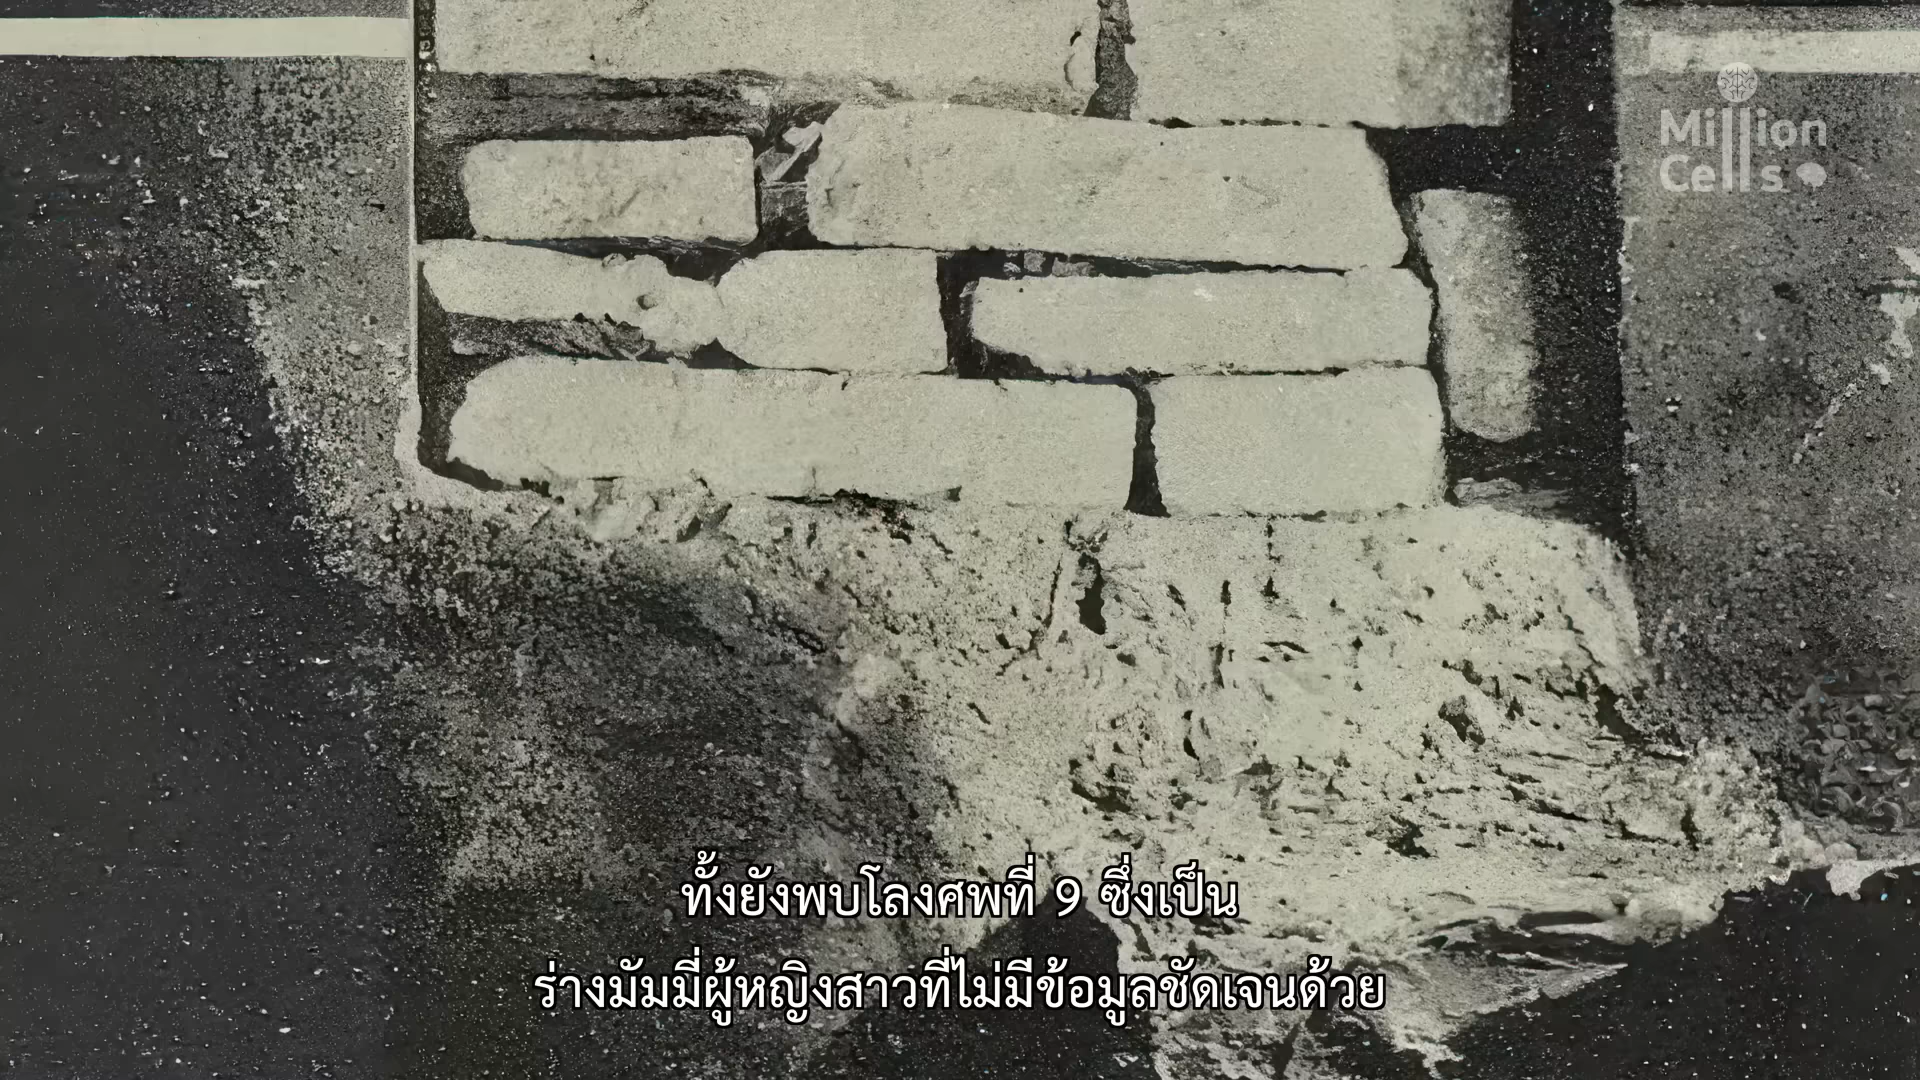 Million
Cells
ทั้งยังพบโลงศพที่ 9 ซึ่งเป็น
ร่างมัมมี่ผู้หญิงสาวที่ไม่มีข้อมูลชัดเจนด้วย